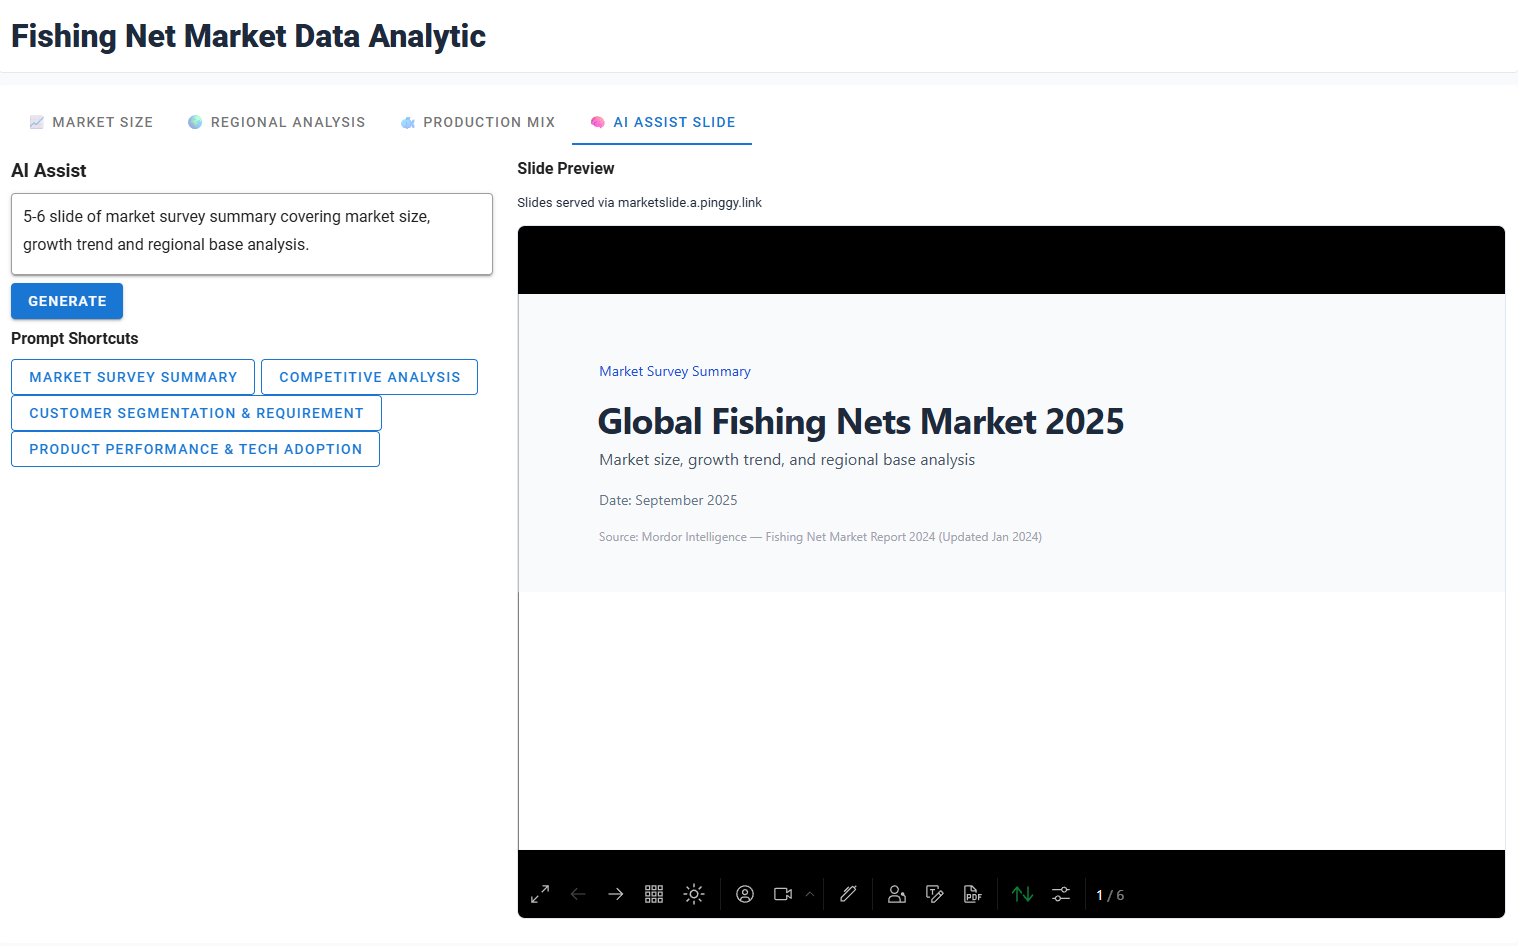 Fishing Net Market Data Analytic
MARKET SIZE
REGIONAL ANALYSIS
PRODUCTION MIX
AI ASSIST SLIDE
AI Assist
5-6 slide of market survey summary covering market size,
growth trend and regional base analysis.
GENERATE
Prompt Shortcuts
MARKET SURVEY SUMMARY
COMPETITIVE ANALYSIS
CUSTOMER SEGMENTATION & REQUIREMENT
PRODUCT PERFORMANCE & TECH ADOPTION
Slide Preview
Slides served via marketslide.a.pinggy.link
Market Survey Summary
Global Fishing Nets Market 2025
Market size, growth trend, and regional base analysis
Date: September 2025
Source: Mordor Intelligence — Fishing Net Market Report 2024 (Updated Jan 2024)
PDF
1 / 6